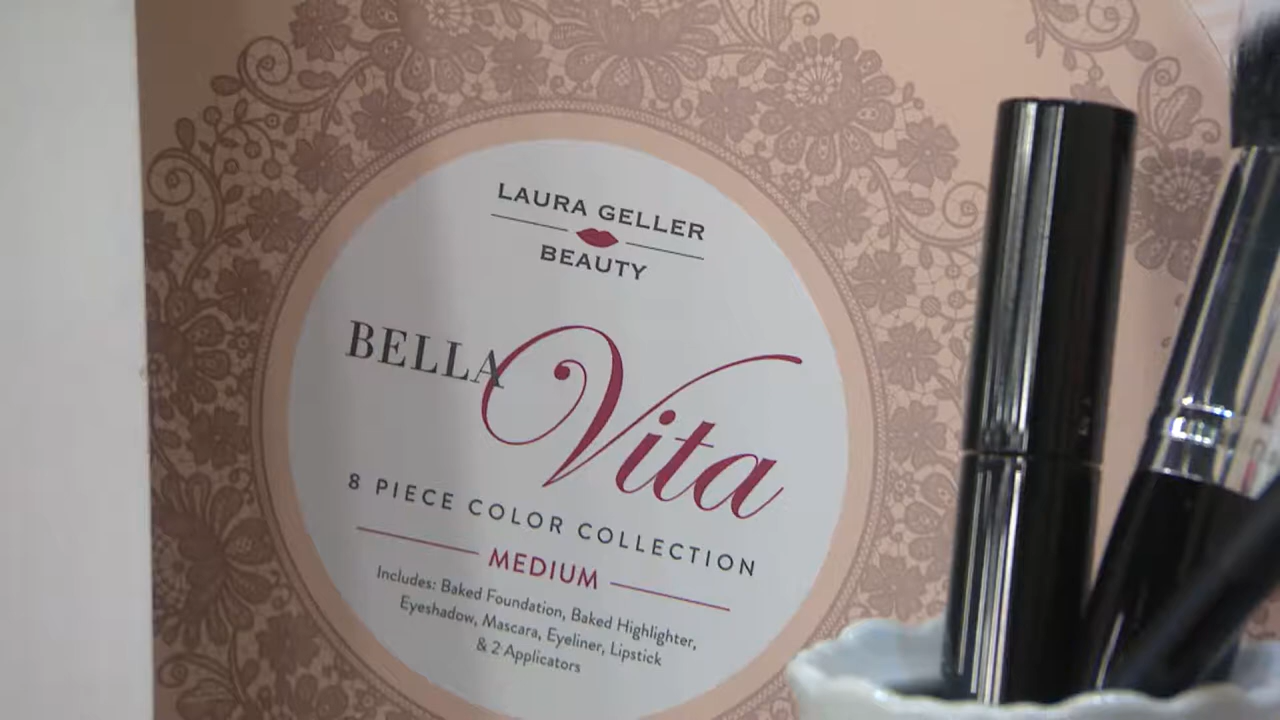 LAURA GELLER
BEAUTY
BELLA Vita
8 PIECE COLOR COLLECTION
MEDIUM
Includes: Baked Foundation, Baked Highlighter,
Eyeshadow, Mascara, Eyeliner, Lipstick
& 2 Applicators